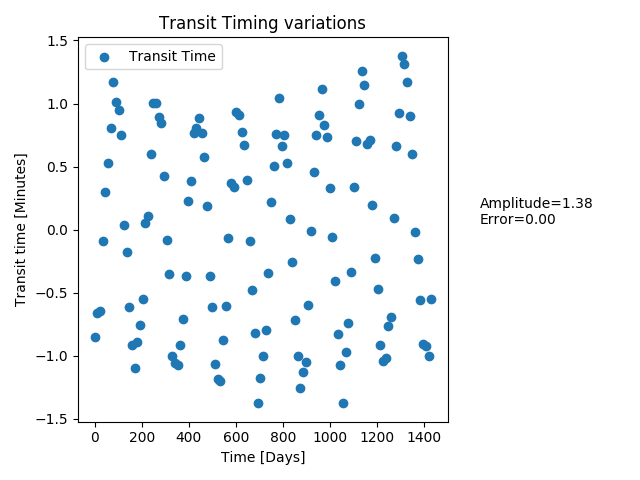 Transit Timing variations
Transit Time
Transit time [Minutes]
1.5
1.0
0.5
0.0
−0.5
−1.0
−1.5
0
200
400
600
800
1000
1200
1400
Time [Days]
Amplitude=1.38
Error=0.00